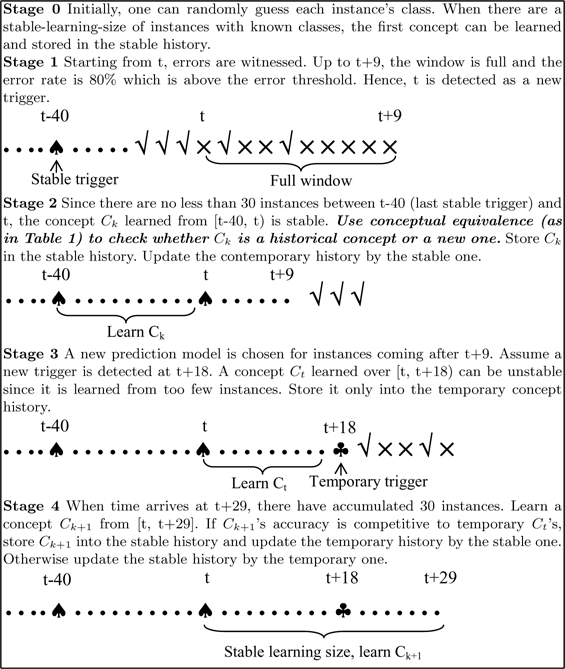 Stage 0 Initially, one can randomly guess each instance's class. When there are a
stable-learning-size of instances with known classes, the first concept can be learned
and stored in the stable history.
Stage 1 Starting from t, errors are witnessed. Up to t+9, the window is full and the
error rate is 80% which is above the error threshold. Hence, t is detected as a new
trigger.
t-40 t t+9
•••• ♠ •••••• √ √ √ × √ × × √ × × × × ×
Stable trigger Full window
Stage 2 Since there are no less than 30 instances between t-40 (last stable trigger) and
t, the concept Ck learned from [t-40, t) is stable. Use conceptual equivalence (as
in Table 1) to check whether Ck is a historical concept or a new one. Store Ck
in the stable history. Update the contemporary history by the stable one.
t-40 t t+9
•••• ♠ ••••••••• ♠ •••••• √ √ √
Learn Ck
Stage 3 A new prediction model is chosen for instances coming after t+9. Assume a
new trigger is detected at t+18. A concept Ct learned over [t, t+18) can be unstable
since it is learned from too few instances. Store it only into the temporary concept
history.
t-40 t t+18
•••• ♠ ••••••••• ♠ ••••••••• ♣ √ × × √ ×
Learn Ct Temporary trigger
Stage 4 When time arrives at t+29, there have accumulated 30 instances. Learn a
concept Ck+1 from [t, t+29]. If Ck+1's accuracy is competitive to temporary Ct's,
store Ck+1 into the stable history and update the temporary history by the stable one.
Otherwise update the stable history by the temporary one.
t-40 t t+18 t+29
•••• ♠ ••••••••• ♠ ••••••••• ♣ •••••••
Stable learning size, learn Ck+1